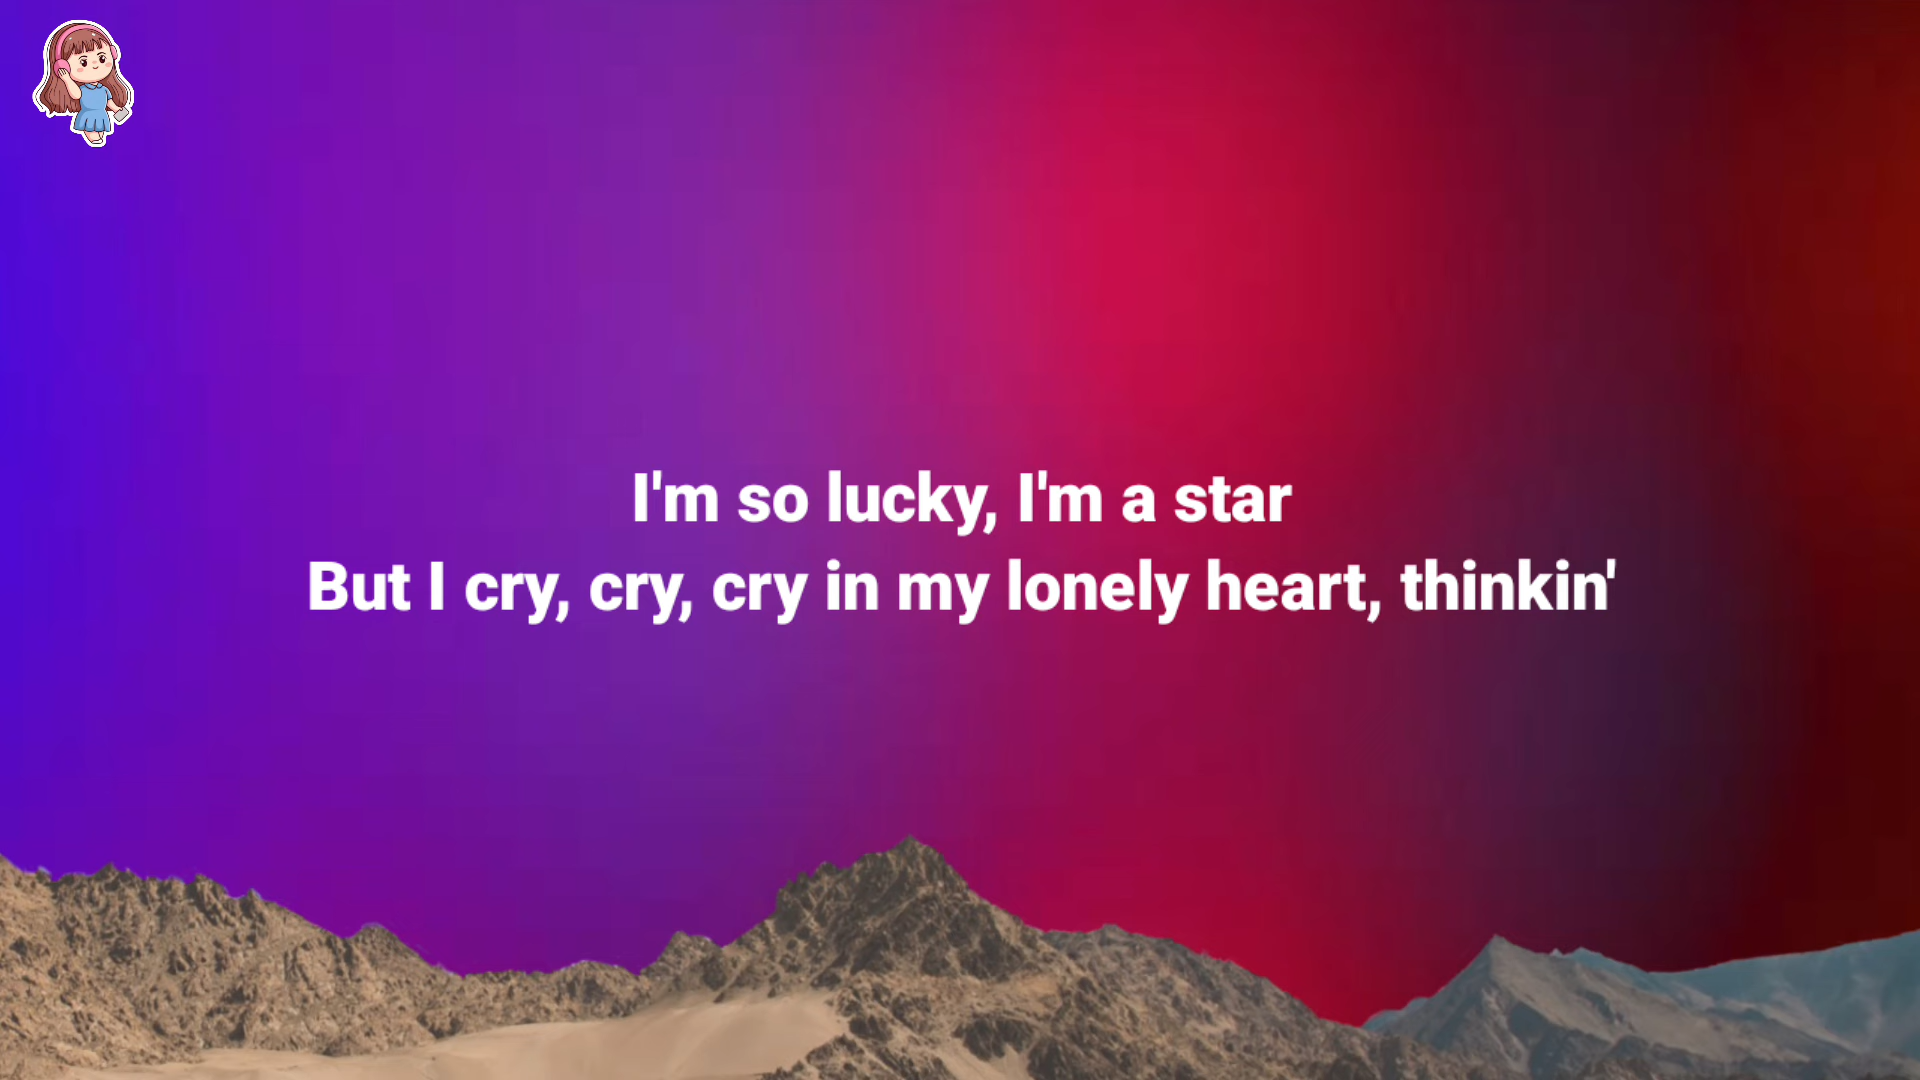 I'm so lucky, I'm a star
But I cry, cry, cry in my lonely heart, thinkin'